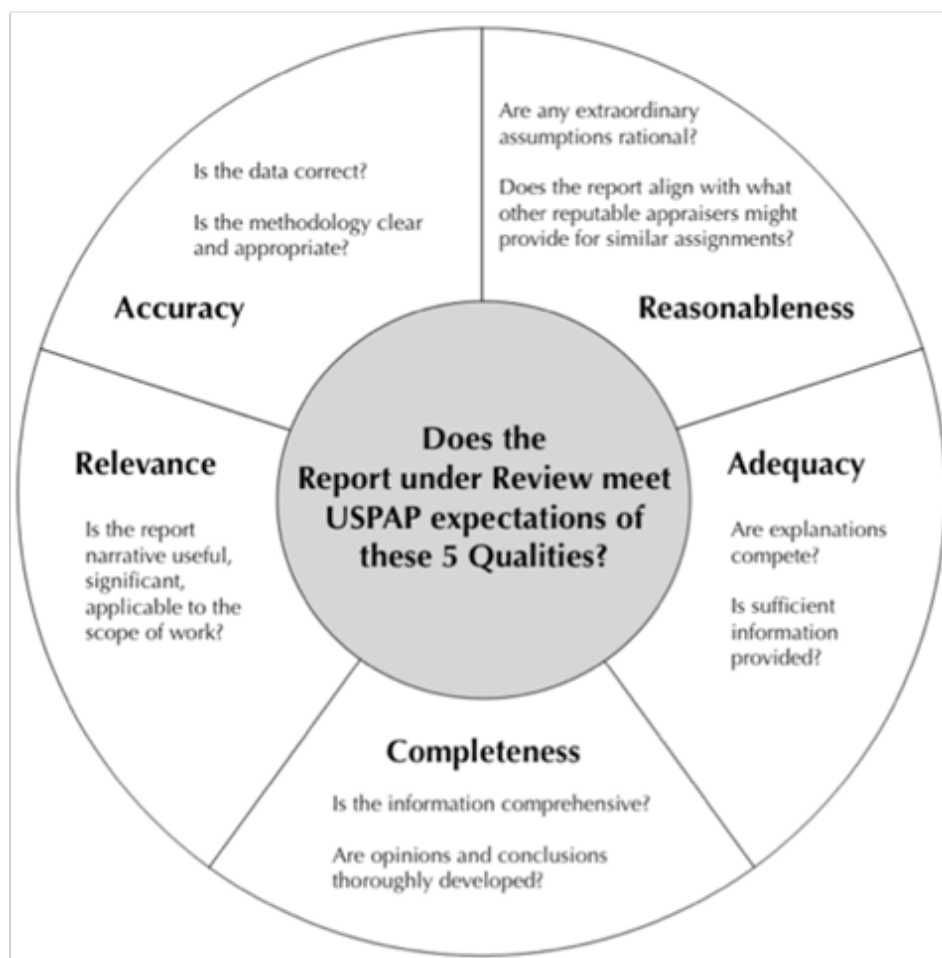 Does the
Report under Review meet
USPAP expectations of
these 5 Qualities?
Are any extraordinary
assumptions rational?
Does the report align with what
other reputable appraisers might
provide for similar assignments?
Reasonableness
Adequacy
Are explanations
compete?
Is sufficient
information
provided?
Completeness
Is the information comprehensive?
Are opinions and conclusions
thoroughly developed?
Relevance
Is the report
narrative useful,
significant,
applicable to the
scope of work?
Is the data correct?
Is the methodology clear
and appropriate?
Accuracy